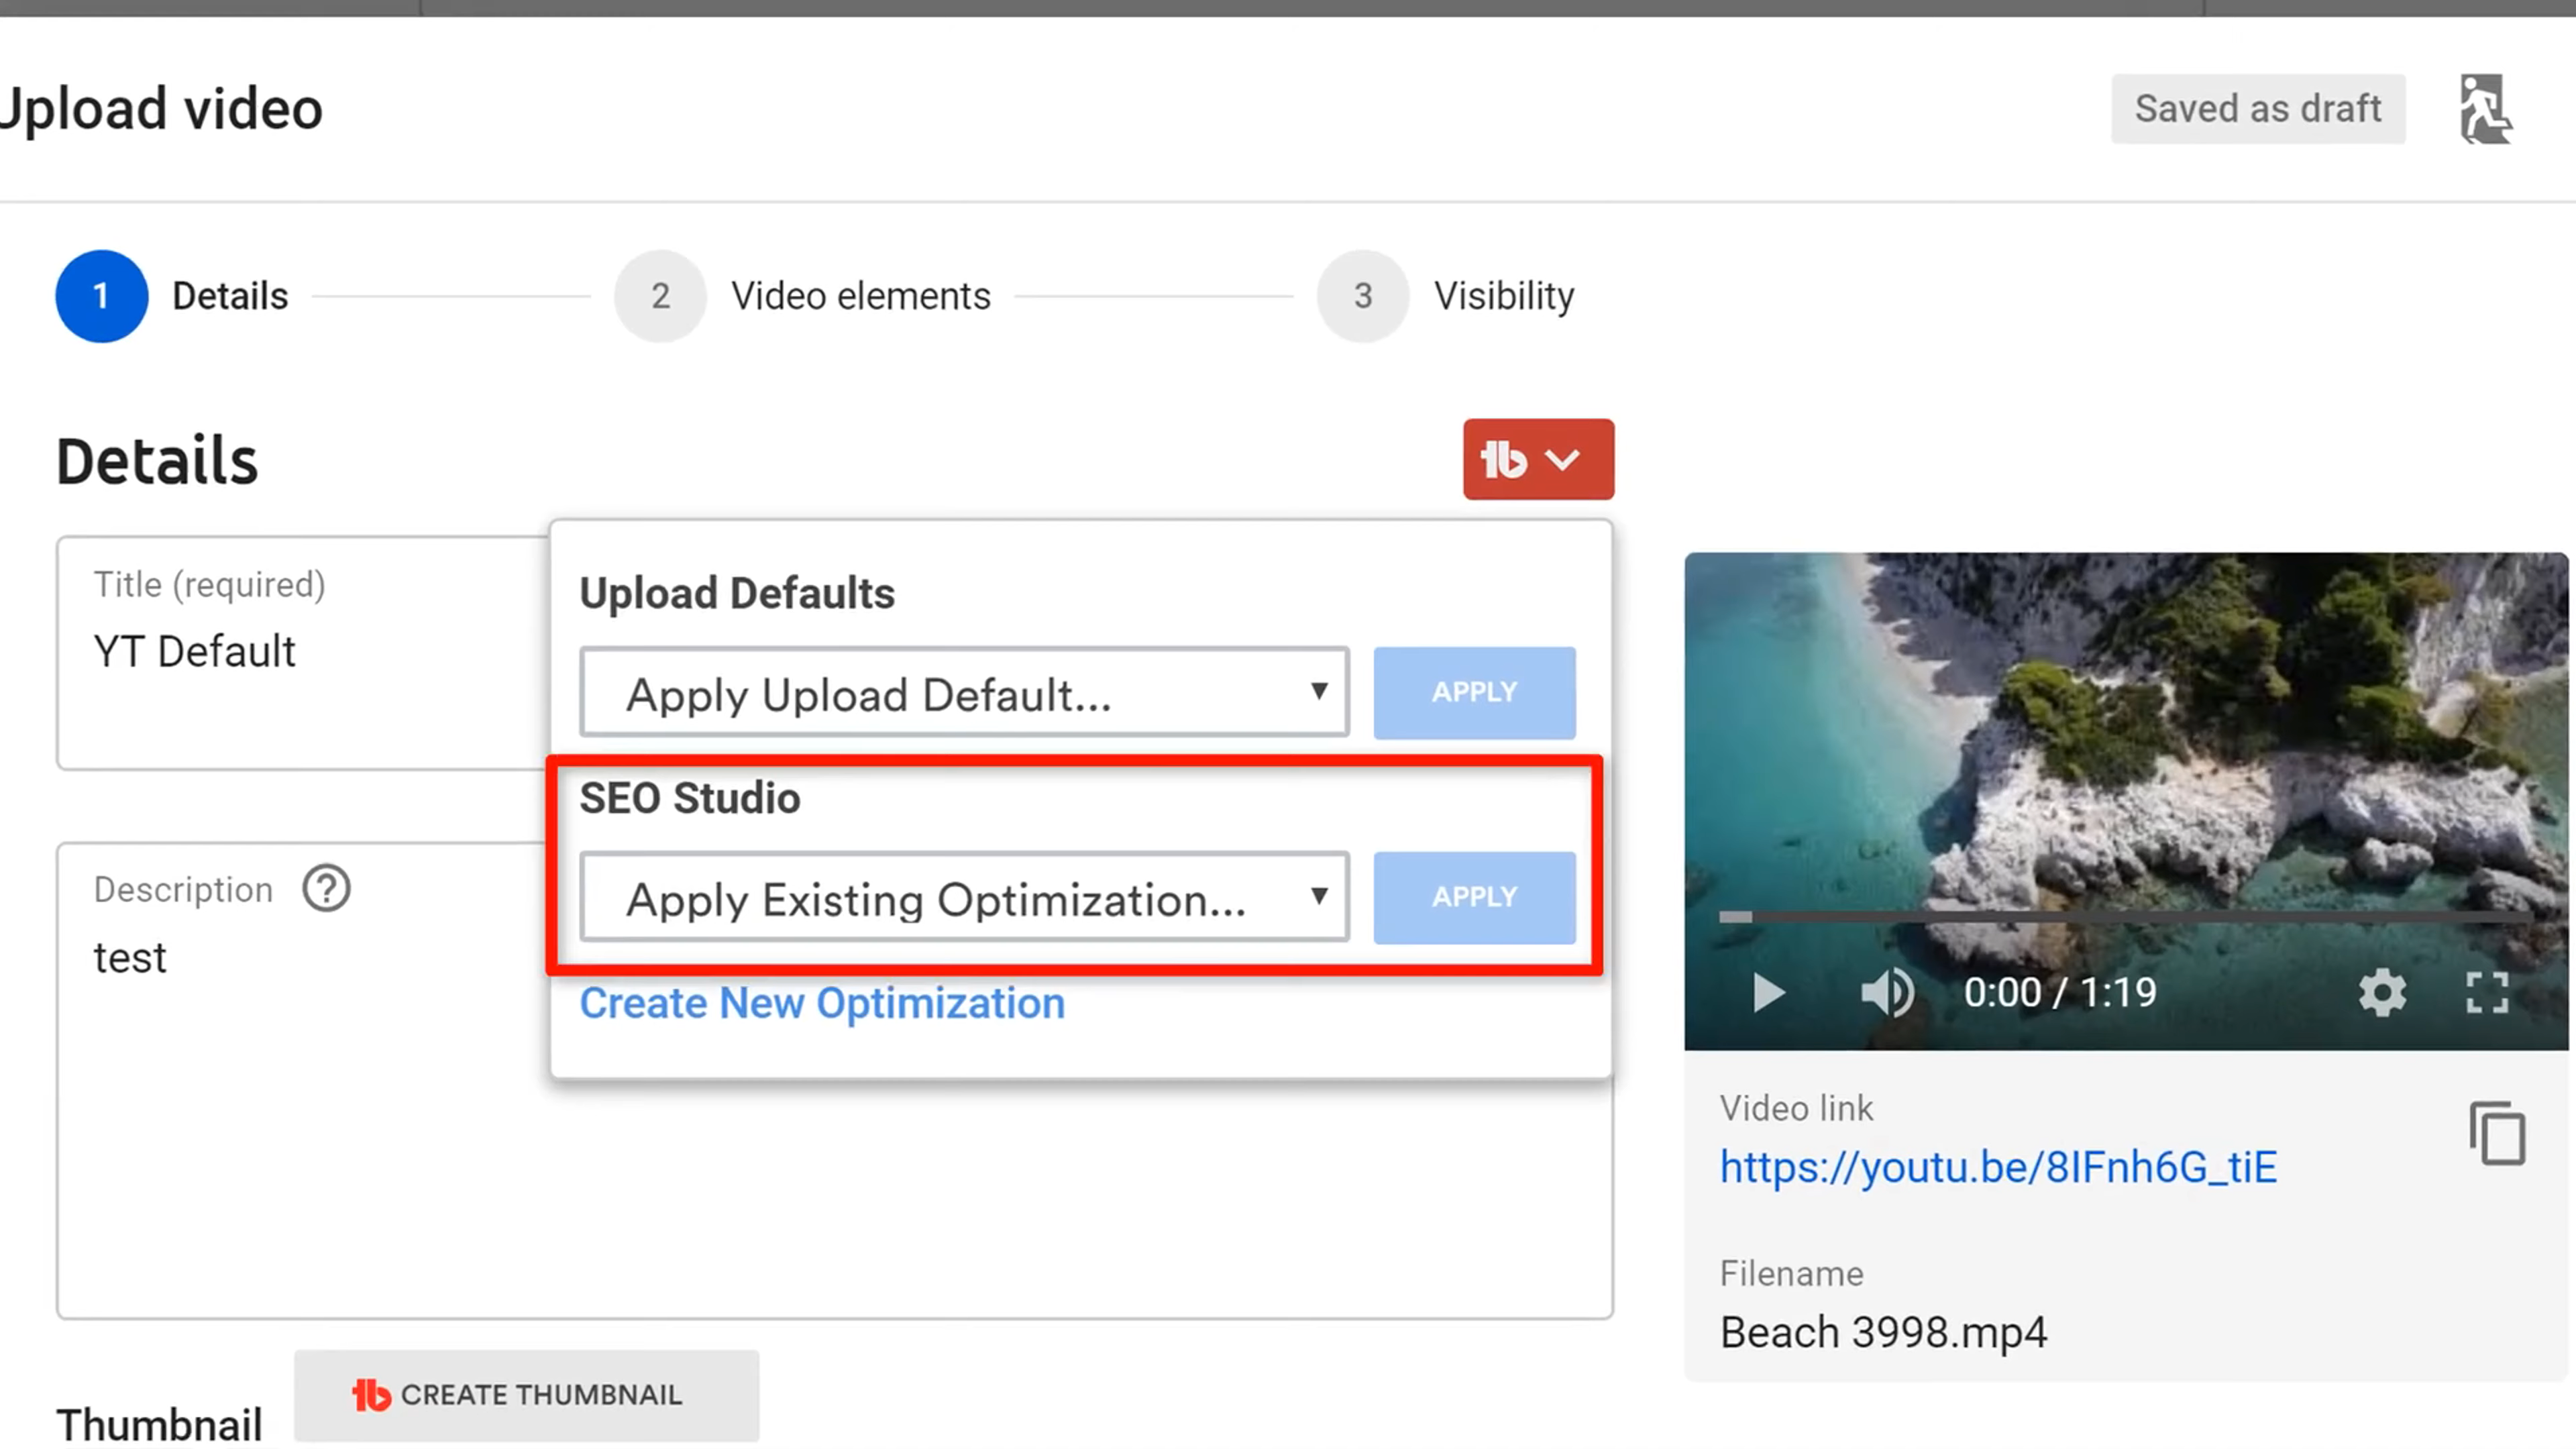 Upload video
Saved as draft
1 Details
2 Video elements
3 Visibility
Details
tb
Title (required)
YT Default
Upload Defaults
Apply Upload Default...
APPLY
SEO Studio
Apply Existing Optimization...
APPLY
Create New Optimization
Description ?
test
0:00 / 1:19
Video link
https://youtu.be/8IFnh6G_tiE
Filename
Beach 3998.mp4
Thumbnail
tb CREATE THUMBNAIL